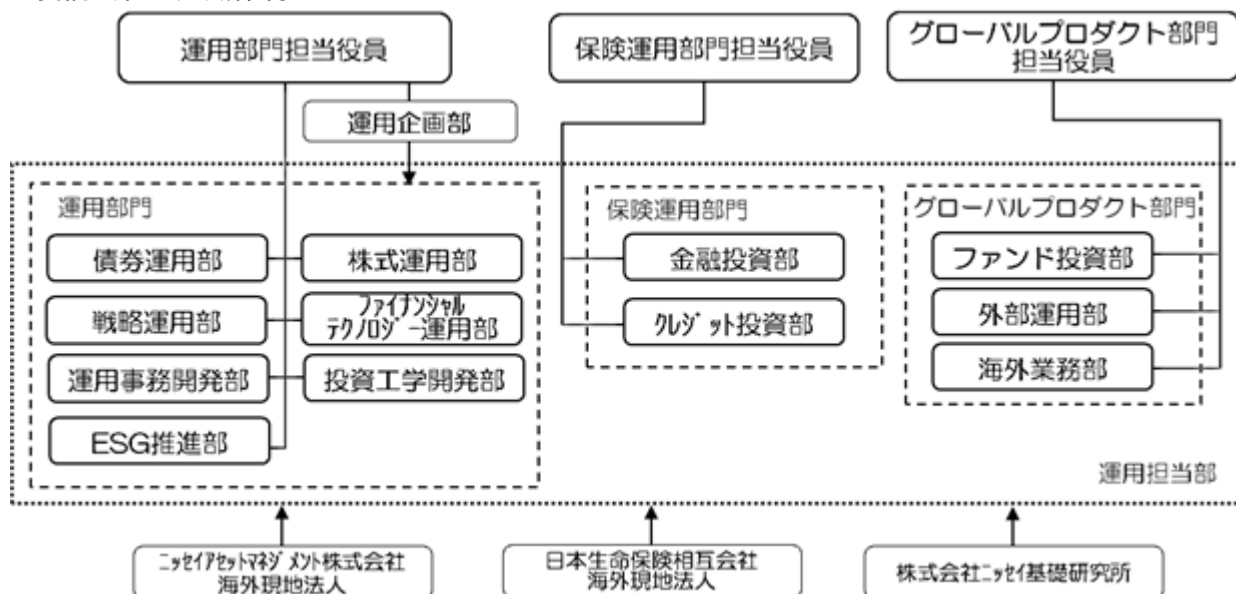 運用部門担当役員
保険運用部門担当役員
グローバルプロダクト部門
担当役員
運用企画部
運用部門
債券運用部
株式運用部
戦略運用部
ファイナンシャル
テクノロジー運用部
運用事務開発部
投資工学開発部
ESG推進部
保険運用部門
金融投資部
クレジット投資部
グローバルプロダクト部門
ファンド投資部
外部運用部
海外業務部
運用担当部
ニッセイアセットマネジメント株式会社
海外現地法人
日本生命保険相互会社
海外現地法人
株式会社ニッセイ基礎研究所